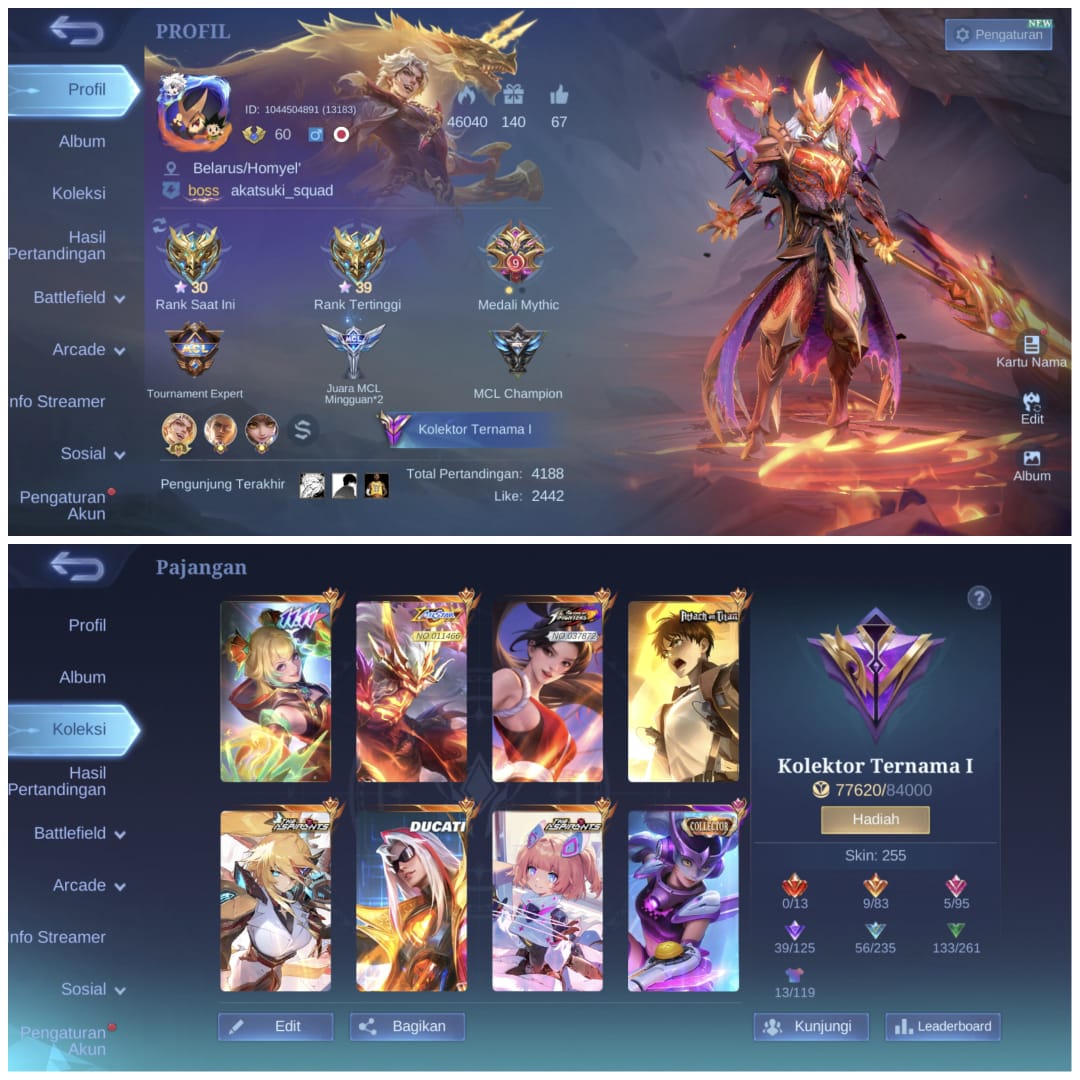 PROFIL
NEW
Pengaturan
Profil
Album
Koleksi
Hasil
Pertandingan
Battlefield
Arcade
nfo Streamer
Sosial
Pengaturan
Akun
ID: 1044504891 (13183)
60
46040 140 67
Belarus/Homyel'
boss akatsuki_squad
30
Rank Saat Ini
39
Rank Tertinggi
9
Medali Mythic
MCL
Tournament Expert
MCL
Juara MCL
Mingguan*2
MCL Champion
Kolektor Ternama I
Pengunjung Terakhir
Total Pertandingan: 4188
Like: 2442
Kartu Nama
Edit
Album
Pajangan
Profil
Album
Koleksi
Hasil
Pertandingan
Battlefield
Arcade
nfo Streamer
Sosial
Pengaturan
Akun
NO.011466
NO.037872
Attack on Titan
THE ASPIRANTS
DUCATI
THE ASPIRANTS
COLLECTOR
?
Kolektor Ternama I
77620/84000
Hadiah
Skin: 255
0/13 9/83 5/95
39/125 56/235 133/261
13/119
Edit
Bagikan
Kunjungi
Leaderboard